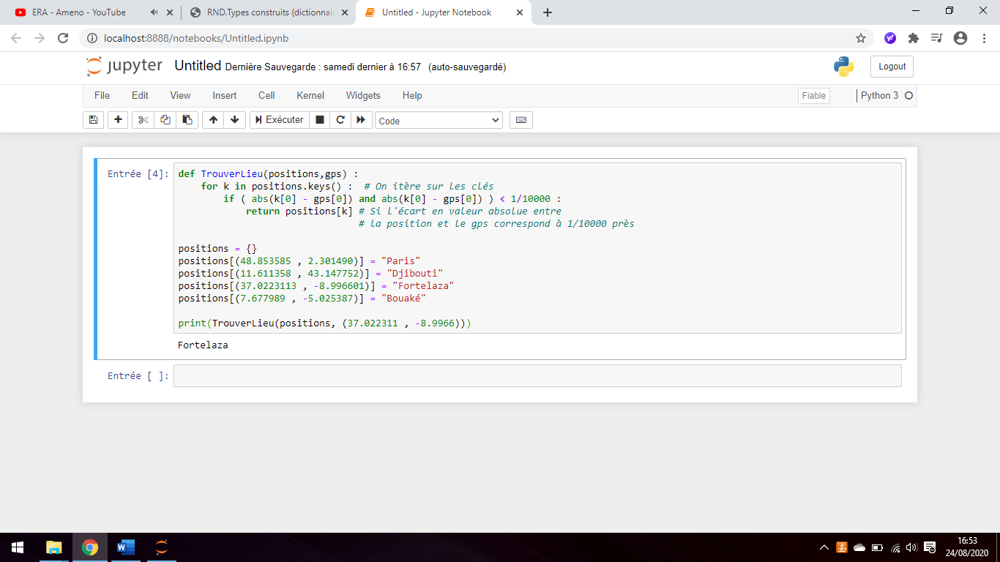 ERA - Ameno - YouTube
RND.Types construits (dictionnair
Untitled - Jupyter Notebook
localhost:8888/notebooks/Untitled.ipynb
jupyter Untitled Dernière Sauvegarde : samedi dernier à 16:57 (auto-sauvegardé)
Logout
File Edit View Insert Cell Kernel Widgets Help
Fiable
Python 3
Exécuter
Code
Entrée [4]:
def TrouverLieu(positions,gps) :
    for k in positions.keys() :  # On itère sur les clés
        if ( abs(k[0] - gps[0]) and abs(k[0] - gps[0]) ) < 1/10000 :
            return positions[k] # Si l'écart en valeur absolue entre
                                # la position et le gps correspond à 1/10000 près
positions = {}
positions[(48.853585 , 2.301490)] = "Paris"
positions[(11.611358 , 43.147752)] = "Djibouti"
positions[(37.0223113 , -8.996601)] = "Fortelaza"
positions[(7.677989 , -5.025387)] = "Bouaké"
print(TrouverLieu(positions, (37.022311 , -8.9966)))
Fortelaza
Entrée [ ]:
16:53
24/08/2020